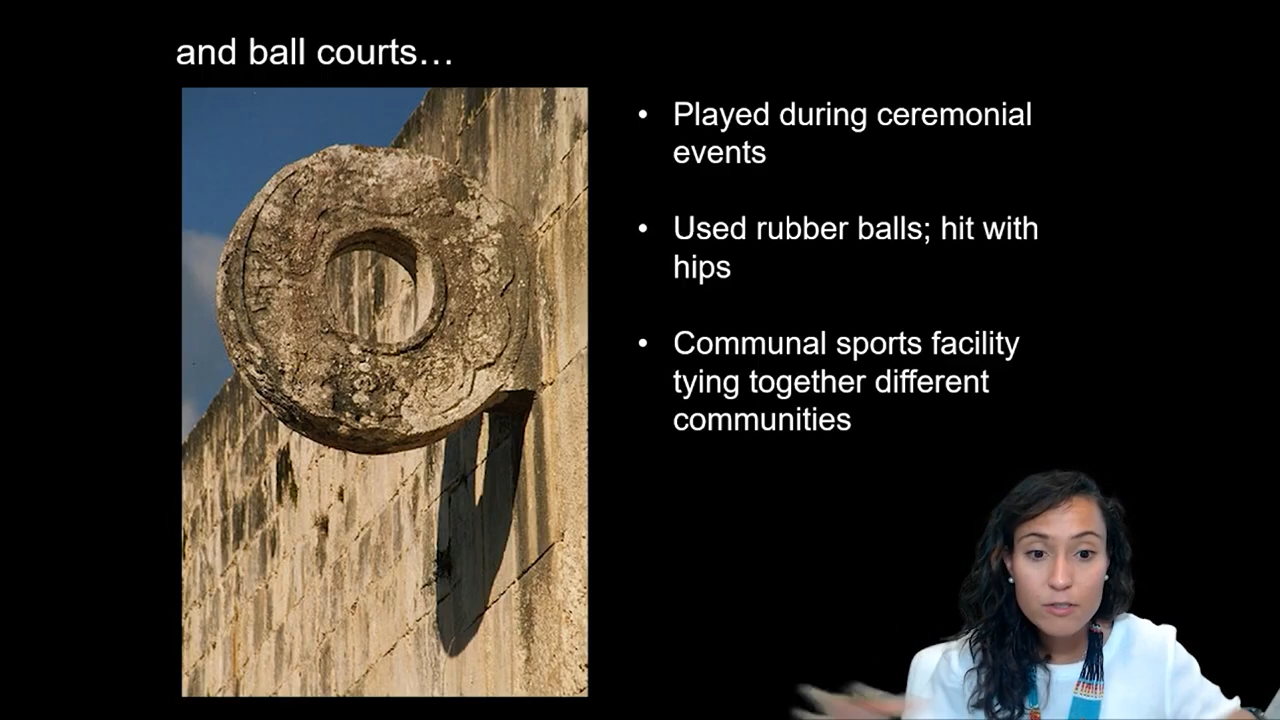 and ball courts…
• Played during ceremonial
events
• Used rubber balls; hit with
hips
• Communal sports facility
tying together different
communities